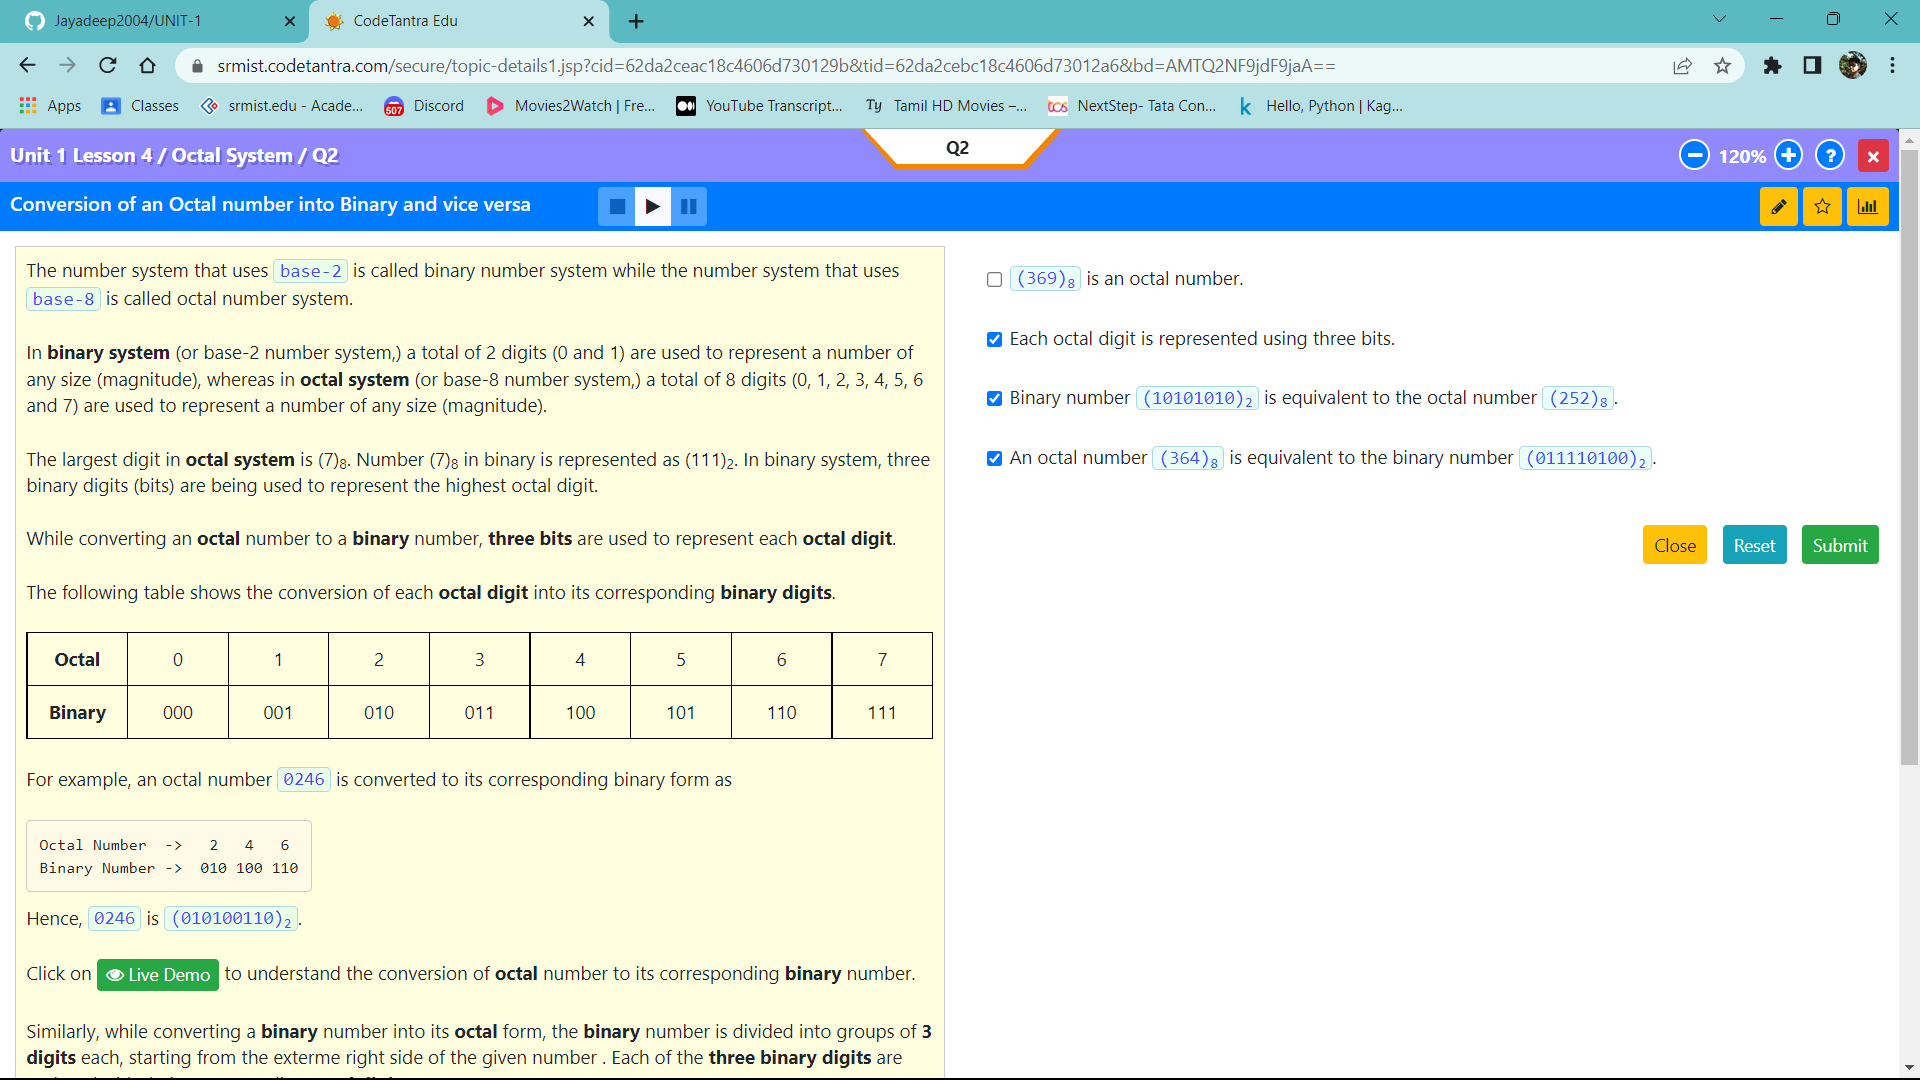 Jayadeep2004/UNIT-1
CodeTantra Edu
srmist.codetantra.com/secure/topic-details1.jsp?cid=62da2ceac18c4606d730129b&tid=62da2cebc18c4606d73012a6&bd=AMTQ2NF9jdF9jaA==
Apps
Classes
srmist.edu - Acade...
607
Discord
Movies2Watch | Fre...
YouTube Transcript...
Ty
Tamil HD Movies –...
tcs
NextStep- Tata Con...
k
Hello, Python | Kag...
Unit 1 Lesson 4 / Octal System / Q2
Q2
120%
?
Conversion of an Octal number into Binary and vice versa
The number system that uses base-2 is called binary number system while the number system that uses
base-8 is called octal number system.
In binary system (or base-2 number system,) a total of 2 digits (0 and 1) are used to represent a number of
any size (magnitude), whereas in octal system (or base-8 number system,) a total of 8 digits (0, 1, 2, 3, 4, 5, 6
and 7) are used to represent a number of any size (magnitude).
The largest digit in octal system is (7)8. Number (7)8 in binary is represented as (111)2. In binary system, three
binary digits (bits) are being used to represent the highest octal digit.
While converting an octal number to a binary number, three bits are used to represent each octal digit.
The following table shows the conversion of each octal digit into its corresponding binary digits.
Octal 0 1 2 3 4 5 6 7
Binary 000 001 010 011 100 101 110 111
For example, an octal number 0246 is converted to its corresponding binary form as
Octal Number -> 2 4 6
Binary Number -> 010 100 110
Hence, 0246 is (010100110)2.
Click on Live Demo to understand the conversion of octal number to its corresponding binary number.
Similarly, while converting a binary number into its octal form, the binary number is divided into groups of 3
digits each, starting from the exterme right side of the given number . Each of the three binary digits are
(369)8 is an octal number.
Each octal digit is represented using three bits.
Binary number (10101010)2 is equivalent to the octal number (252)8.
An octal number (364)8 is equivalent to the binary number (011110100)2.
Close
Reset
Submit